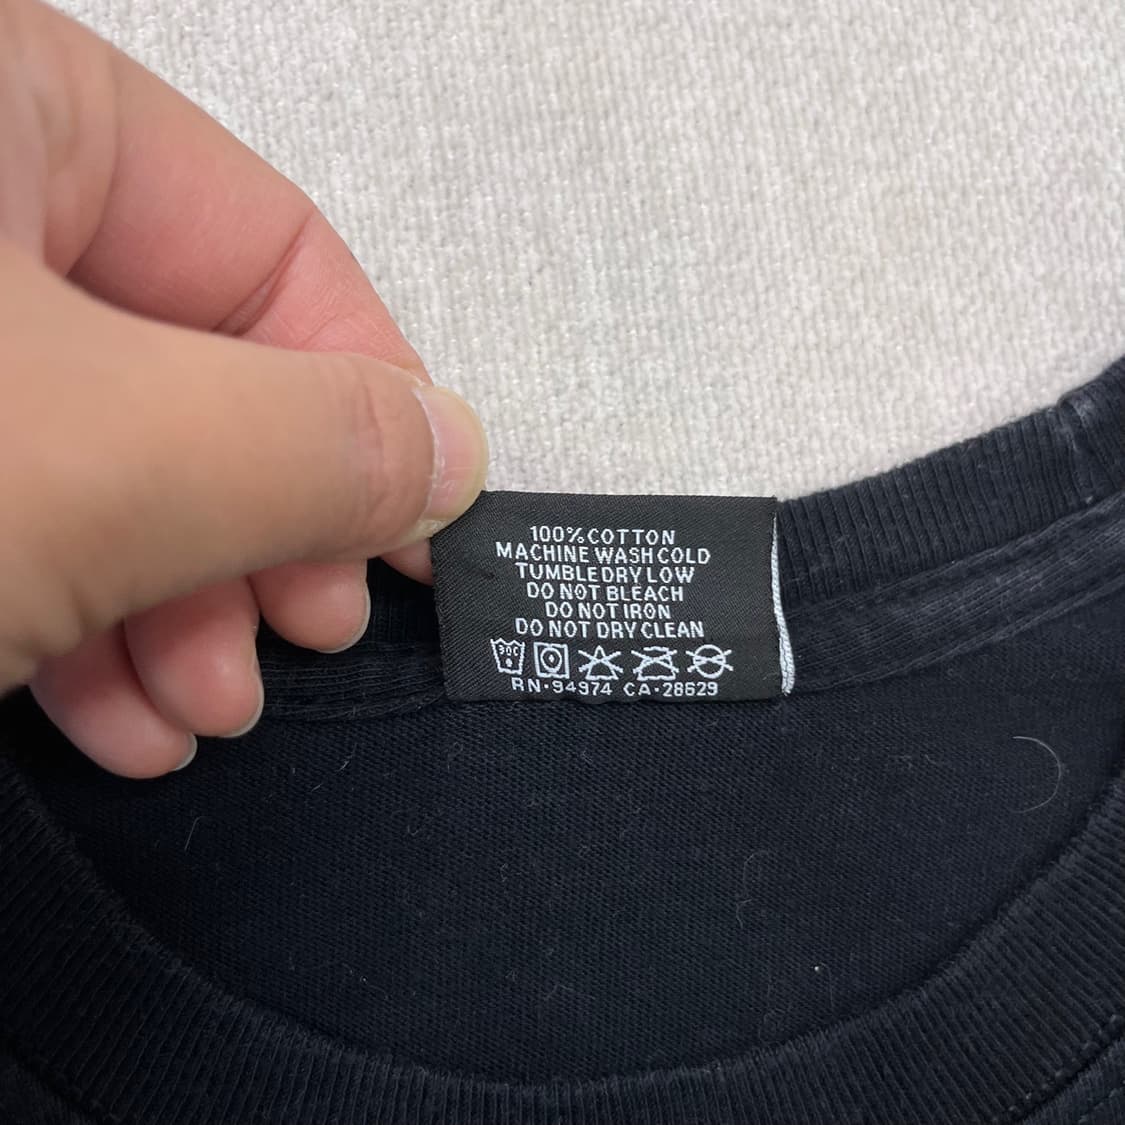 100% COTTON
MACHINE WASH COLD
TUMBLE DRY LOW
DO NOT BLEACH
DO NOT IRON
DO NOT DRY CLEAN
30C
RN·94974 CA·28629